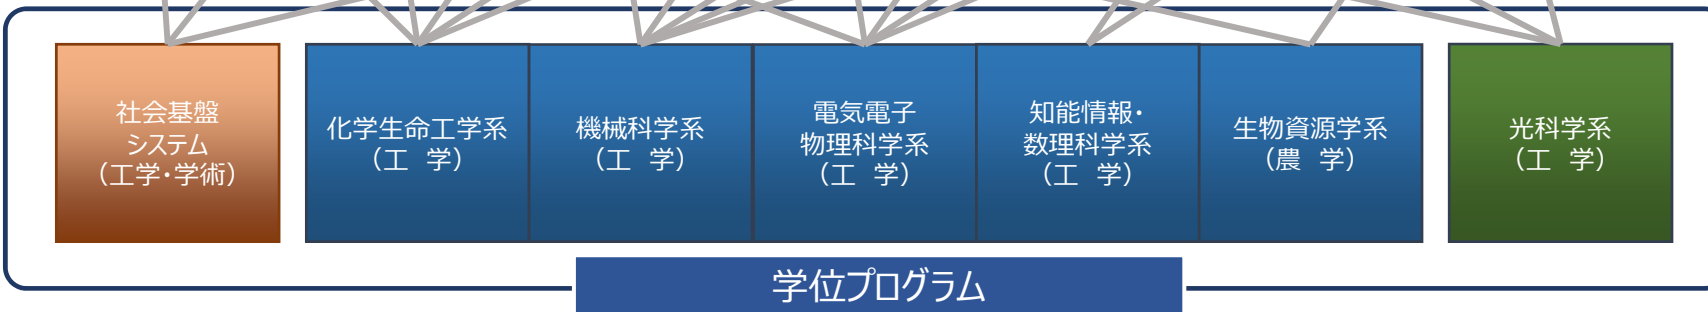 社会基盤
システム
（工学・学術）
化学生命工学系
（工　学）
機械科学系
（工　学）
電気電子
物理科学系
（工　学）
知能情報・
数理科学系
（工　学）
生物資源学系
（農　学）
光科学系
（工　学）
学位プログラム